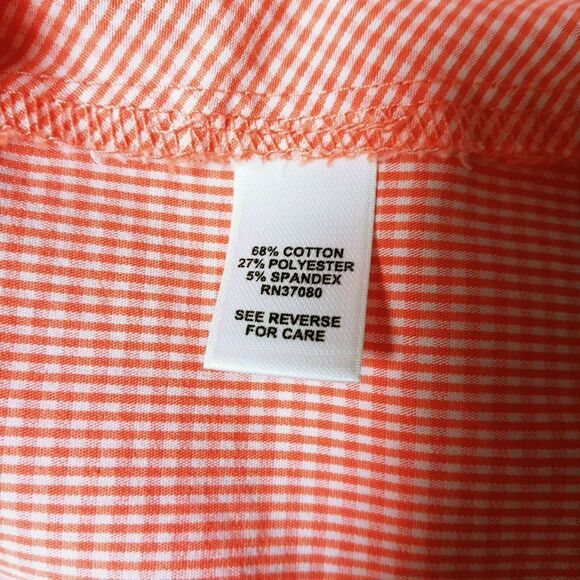 68% COTTON
27% POLYESTER
5% SPANDEX
RN37080
SEE REVERSE
FOR CARE